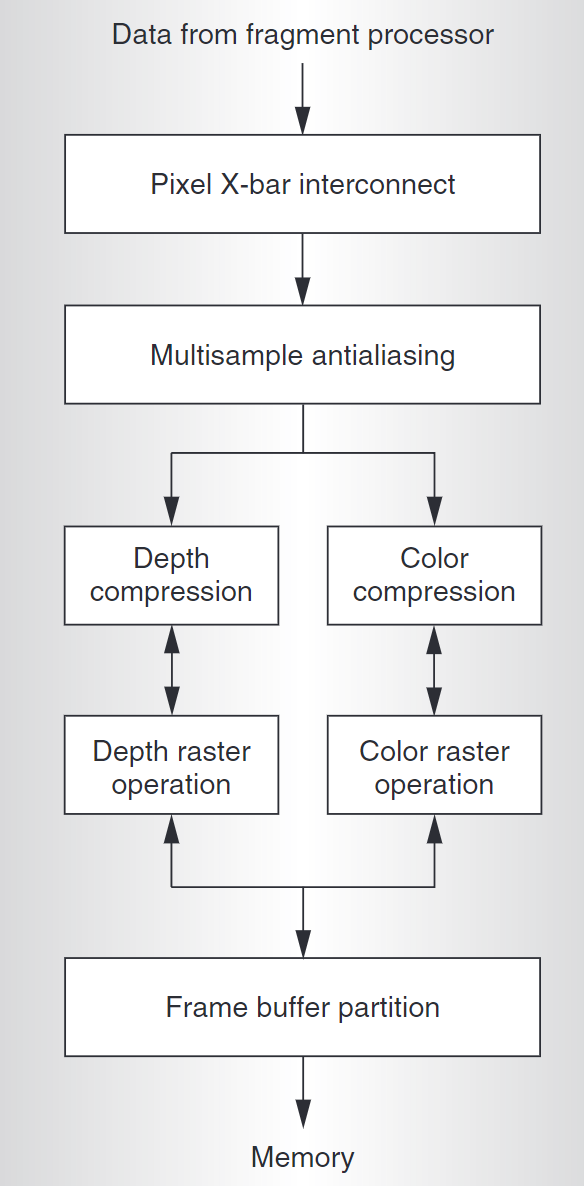 Data from fragment processor
Pixel X-bar interconnect
Multisample antialiasing
Depth
compression
Color
compression
Depth raster
operation
Color raster
operation
Frame buffer partition
Memory